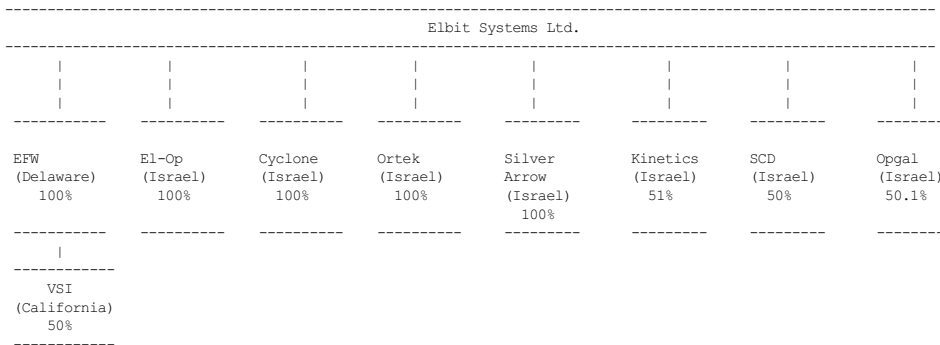 Elbit Systems Ltd.
EFW El-Op Cyclone Ortek Silver Kinetics SCD Opgal
(Delaware) (Israel) (Israel) (Israel) Arrow (Israel) (Israel) (Israel)
100% 100% 100% 100% (Israel) 51% 50% 50.1%
100%
VSI
(California)
50%